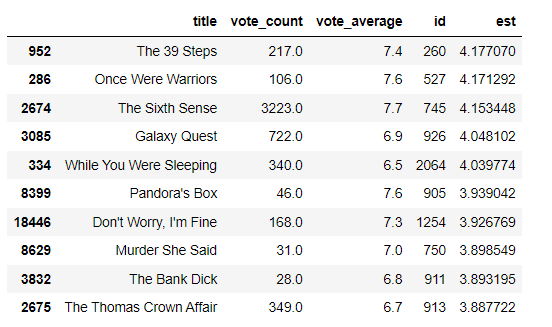 title vote_count vote_average id est
952 The 39 Steps 217.0 7.4 260 4.177070
286 Once Were Warriors 106.0 7.6 527 4.171292
2674 The Sixth Sense 3223.0 7.7 745 4.153448
3085 Galaxy Quest 722.0 6.9 926 4.048102
334 While You Were Sleeping 340.0 6.5 2064 4.039774
8399 Pandora's Box 46.0 7.6 905 3.939042
18446 Don't Worry, I'm Fine 168.0 7.3 1254 3.926769
8629 Murder She Said 31.0 7.0 750 3.898549
3832 The Bank Dick 28.0 6.8 911 3.893195
2675 The Thomas Crown Affair 349.0 6.7 913 3.887722